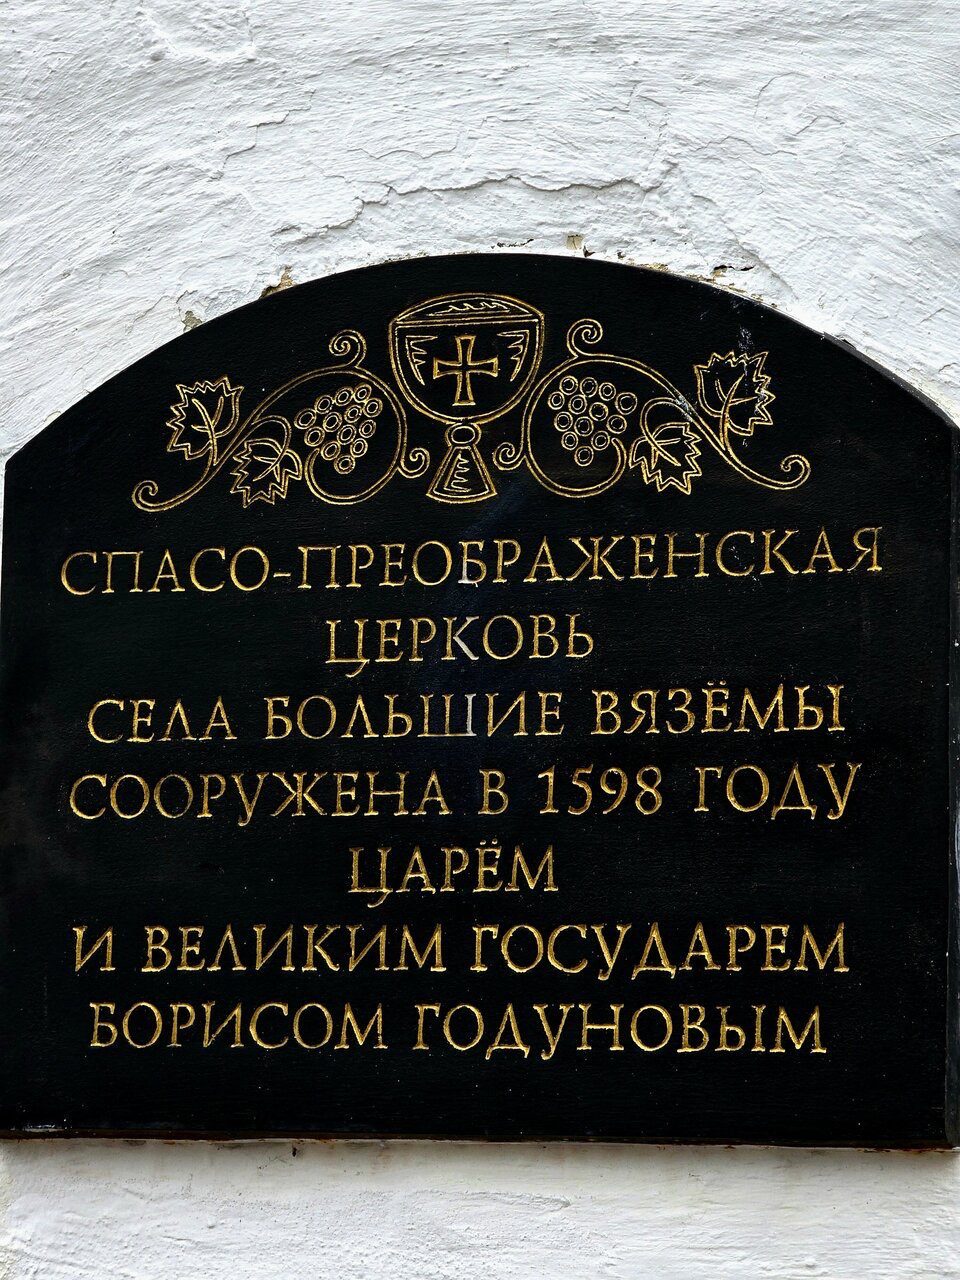 СПАСО-ПРЕОБРАЖЕНСКАЯ
ЦЕРКОВЬ
СЕЛА БОЛЬШИЕ ВЯЗЁМЫ
СООРУЖЕНА В 1598 ГОДУ
ЦАРЁМ
И ВЕЛИКИМ ГОСУДАРЕМ
БОРИСОМ ГОДУНОВЫМ